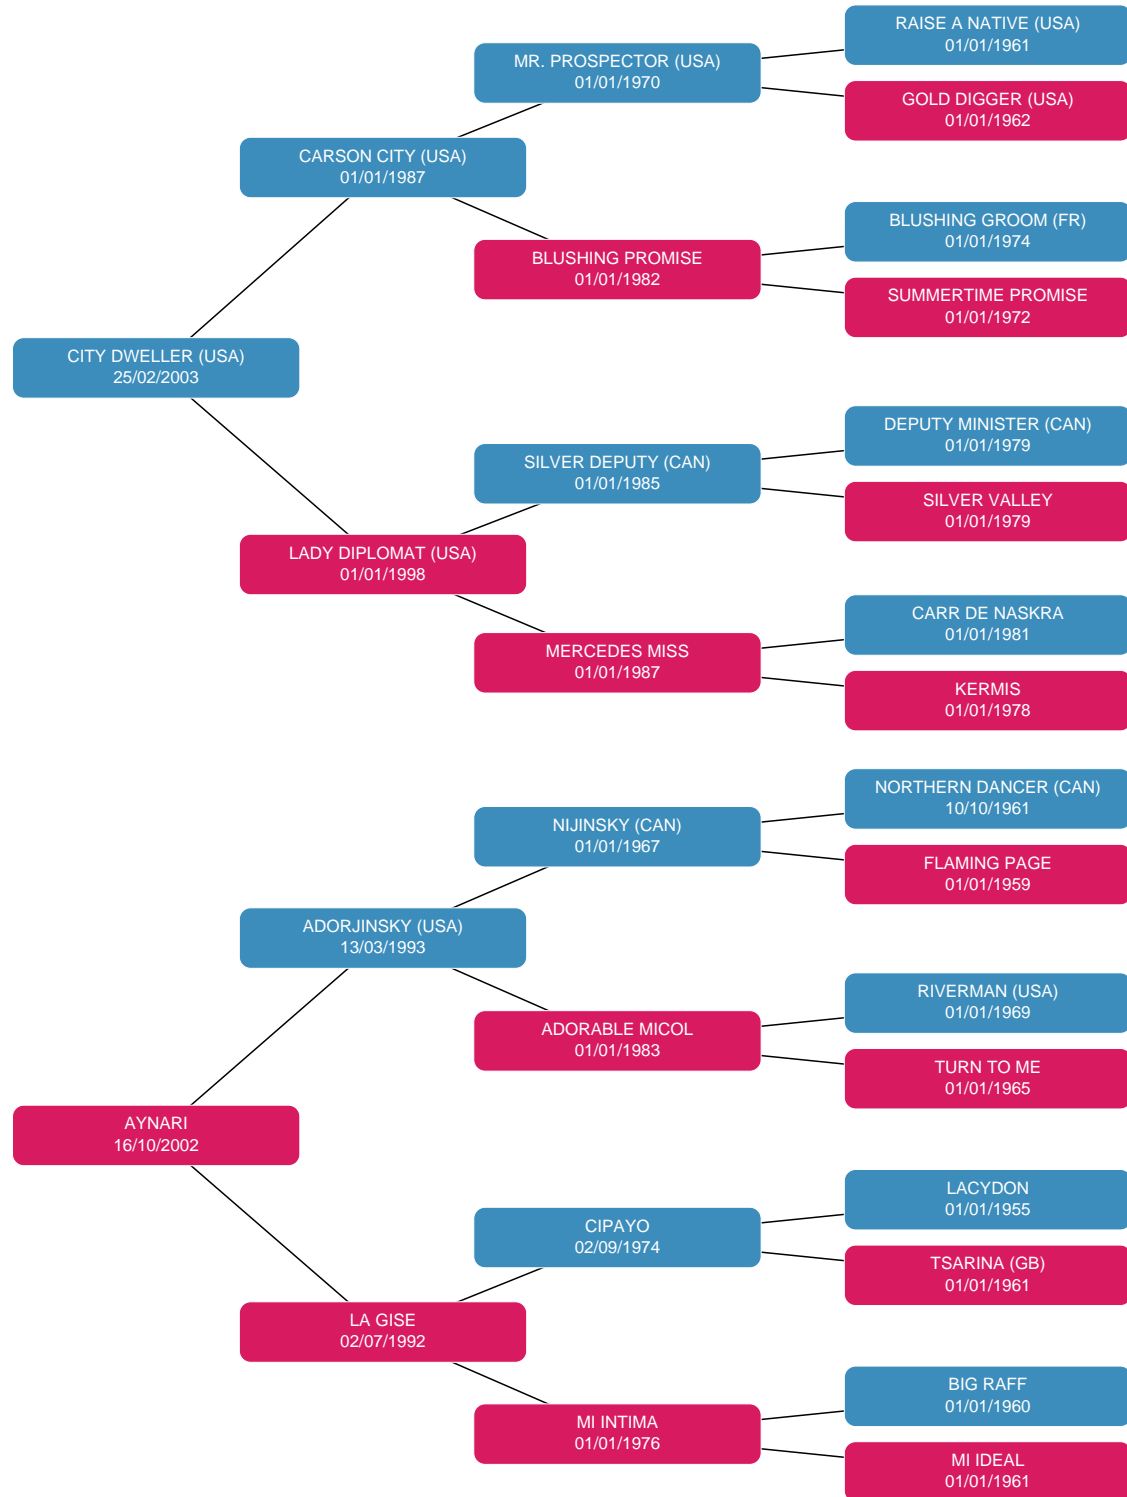 RAISE A NATIVE (USA)
01/01/1961
MR. PROSPECTOR (USA)
01/01/1970
GOLD DIGGER (USA)
01/01/1962
CARSON CITY (USA)
01/01/1987
BLUSHING GROOM (FR)
01/01/1974
BLUSHING PROMISE
01/01/1982
SUMMERTIME PROMISE
01/01/1972
CITY DWELLER (USA)
25/02/2003
DEPUTY MINISTER (CAN)
01/01/1979
SILVER DEPUTY (CAN)
01/01/1985
SILVER VALLEY
01/01/1979
LADY DIPLOMAT (USA)
01/01/1998
CARR DE NASKRA
01/01/1981
MERCEDES MISS
01/01/1987
KERMIS
01/01/1978
NORTHERN DANCER (CAN)
10/10/1961
NIJINSKY (CAN)
01/01/1967
FLAMING PAGE
01/01/1959
ADORJINSKY (USA)
13/03/1993
RIVERMAN (USA)
01/01/1969
ADORABLE MICOL
01/01/1983
TURN TO ME
01/01/1965
AYNARI
16/10/2002
LACYDON
01/01/1955
CIPAYO
02/09/1974
TSARINA (GB)
01/01/1961
LA GISE
02/07/1992
BIG RAFF
01/01/1960
MI INTIMA
01/01/1976
MI IDEAL
01/01/1961